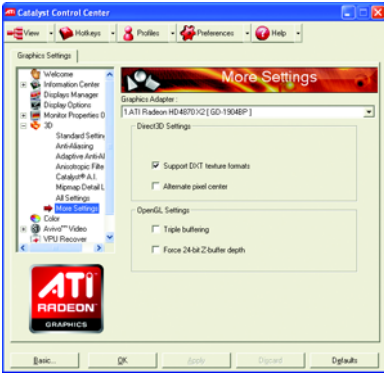 Catalyst Control Center
View Hotkeys Profiles Preferences Help
Graphics Settings
Welcome
Information Center
Displays Manager
Display Options
Monitor Properties 0
3D
Standard Settin
Anti-Aliasing
Adaptive Anti-Al
Anisotropic Filte
Catalyst® A.I.
Mipmap Detail L
All Settings
More Settings
Color
Avivo™ Video
VPU Recover
More Settings
Graphics Adapter :
1.ATI Radeon HD4870 X2 [ GD-1904BP ]
Direct3D Settings
Support DXT texture formats
Alternate pixel center
OpenGL Settings
Triple buffering
Force 24-bit Z-buffer depth
ATI
RADEON
GRAPHICS
Basic... OK Apply Discard Defaults